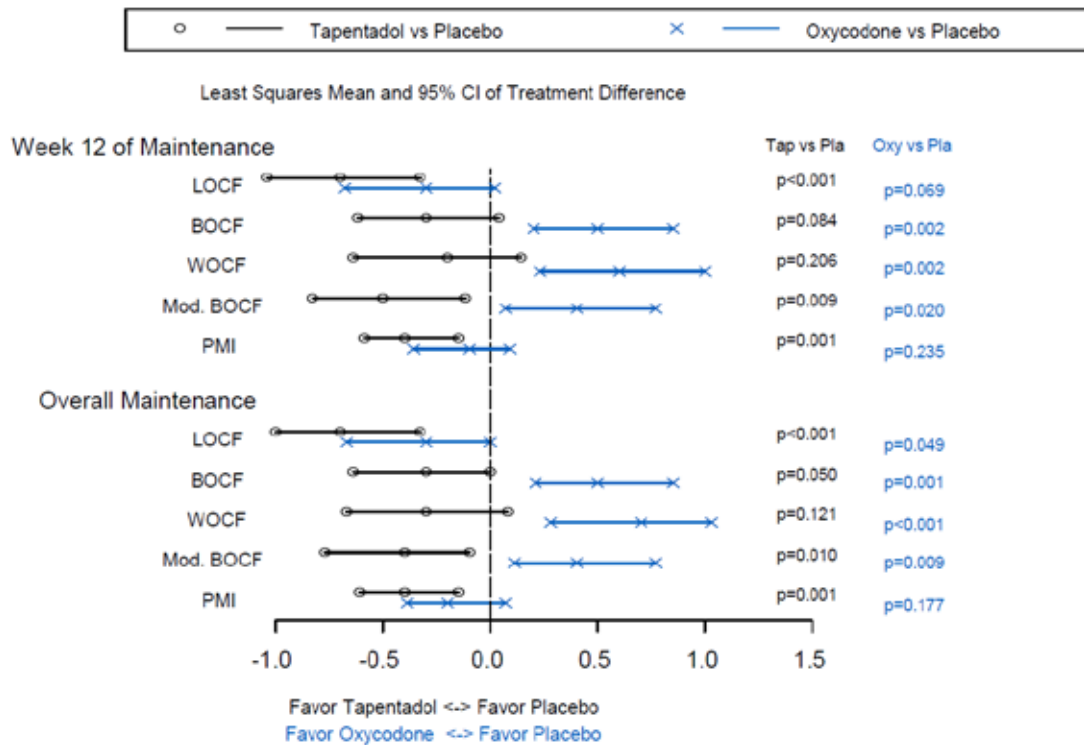 Tapentadol vs Placebo Oxycodone vs Placebo
Least Squares Mean and 95% CI of Treatment Difference
Week 12 of Maintenance Tap vs Pla Oxy vs Pla
LOCF p<0.001 p=0.069
BOCF p=0.084 p=0.002
WOCF p=0.206 p=0.002
Mod. BOCF p=0.009 p=0.020
PMI p=0.001 p=0.235
Overall Maintenance
LOCF p<0.001 p=0.049
BOCF p=0.050 p=0.001
WOCF p=0.121 p<0.001
Mod. BOCF p=0.010 p=0.009
PMI p=0.001 p=0.177
-1.0 -0.5 0.0 0.5 1.0 1.5
Favor Tapentadol <-> Favor Placebo
Favor Oxycodone <-> Favor Placebo